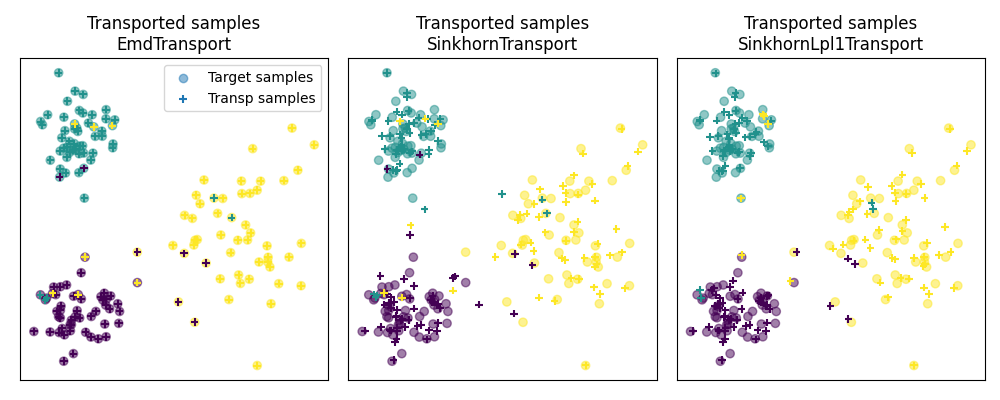 Transported samples
EmdTransport
Transported samples
SinkhornTransport
Transported samples
SinkhornLpl1Transport
Target samples
Transp samples